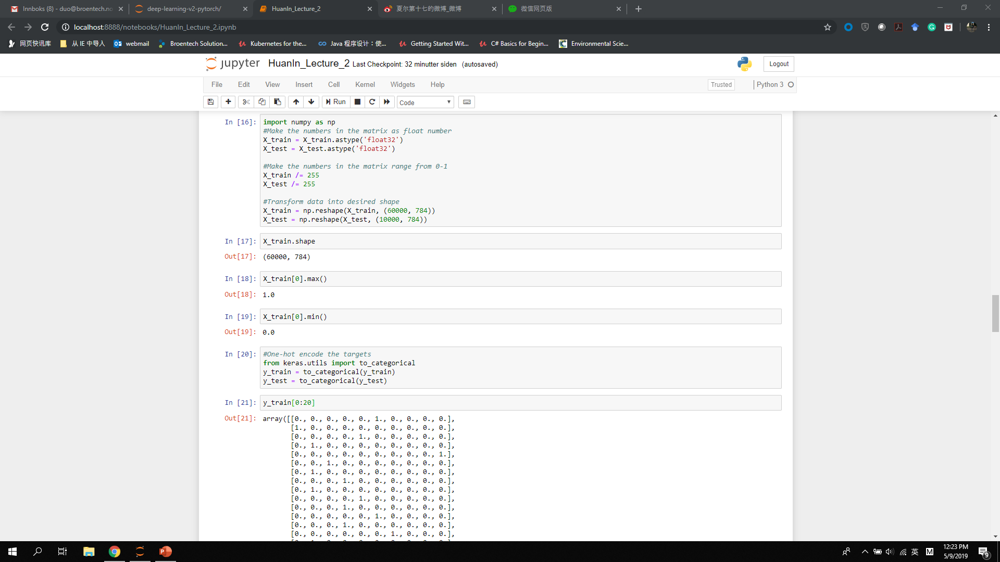 Innboks (8) - duo@broentech.no
deep-learning-v2-pytorch/
HuanIn_Lecture_2
夏尔第十七的微博_微博
微信网页版
localhost:8888/notebooks/HuanIn_Lecture_2.ipynb
网页快讯库
从 IE 中导入
webmail
Broentech Solution...
Kubernetes for the...
Java 程序设计：使...
Getting Started Wit...
C# Basics for Begin...
Environmental Scie...
jupyter HuanIn_Lecture_2 Last Checkpoint: 32 minutter siden (autosaved)
Logout
File Edit View Insert Cell Kernel Widgets Help
Trusted
Python 3
Run
Code
In [16]: import numpy as np
#Make the numbers in the matrix as float number
X_train = X_train.astype('float32')
X_test = X_test.astype('float32')
#Make the numbers in the matrix range from 0-1
X_train /= 255
X_test /= 255
#Transform data into desired shape
X_train = np.reshape(X_train, (60000, 784))
X_test = np.reshape(X_test, (10000, 784))
In [17]: X_train.shape
Out[17]: (60000, 784)
In [18]: X_train[0].max()
Out[18]: 1.0
In [19]: X_train[0].min()
Out[19]: 0.0
In [20]: #One-hot encode the targets
from keras.utils import to_categorical
y_train = to_categorical(y_train)
y_test = to_categorical(y_test)
In [21]: y_train[0:20]
Out[21]: array([[0., 0., 0., 0., 0., 1., 0., 0., 0., 0.],
[1., 0., 0., 0., 0., 0., 0., 0., 0., 0.],
[0., 0., 0., 0., 1., 0., 0., 0., 0., 0.],
[0., 1., 0., 0., 0., 0., 0., 0., 0., 0.],
[0., 0., 0., 0., 0., 0., 0., 0., 0., 1.],
[0., 0., 1., 0., 0., 0., 0., 0., 0., 0.],
[0., 1., 0., 0., 0., 0., 0., 0., 0., 0.],
[0., 0., 0., 1., 0., 0., 0., 0., 0., 0.],
[0., 1., 0., 0., 0., 0., 0., 0., 0., 0.],
[0., 0., 0., 0., 1., 0., 0., 0., 0., 0.],
[0., 0., 0., 1., 0., 0., 0., 0., 0., 0.],
[0., 0., 0., 0., 0., 1., 0., 0., 0., 0.],
[0., 0., 0., 1., 0., 0., 0., 0., 0., 0.],
[0., 0., 0., 0., 0., 0., 1., 0., 0., 0.],
英
M
12:23 PM
5/9/2019
9